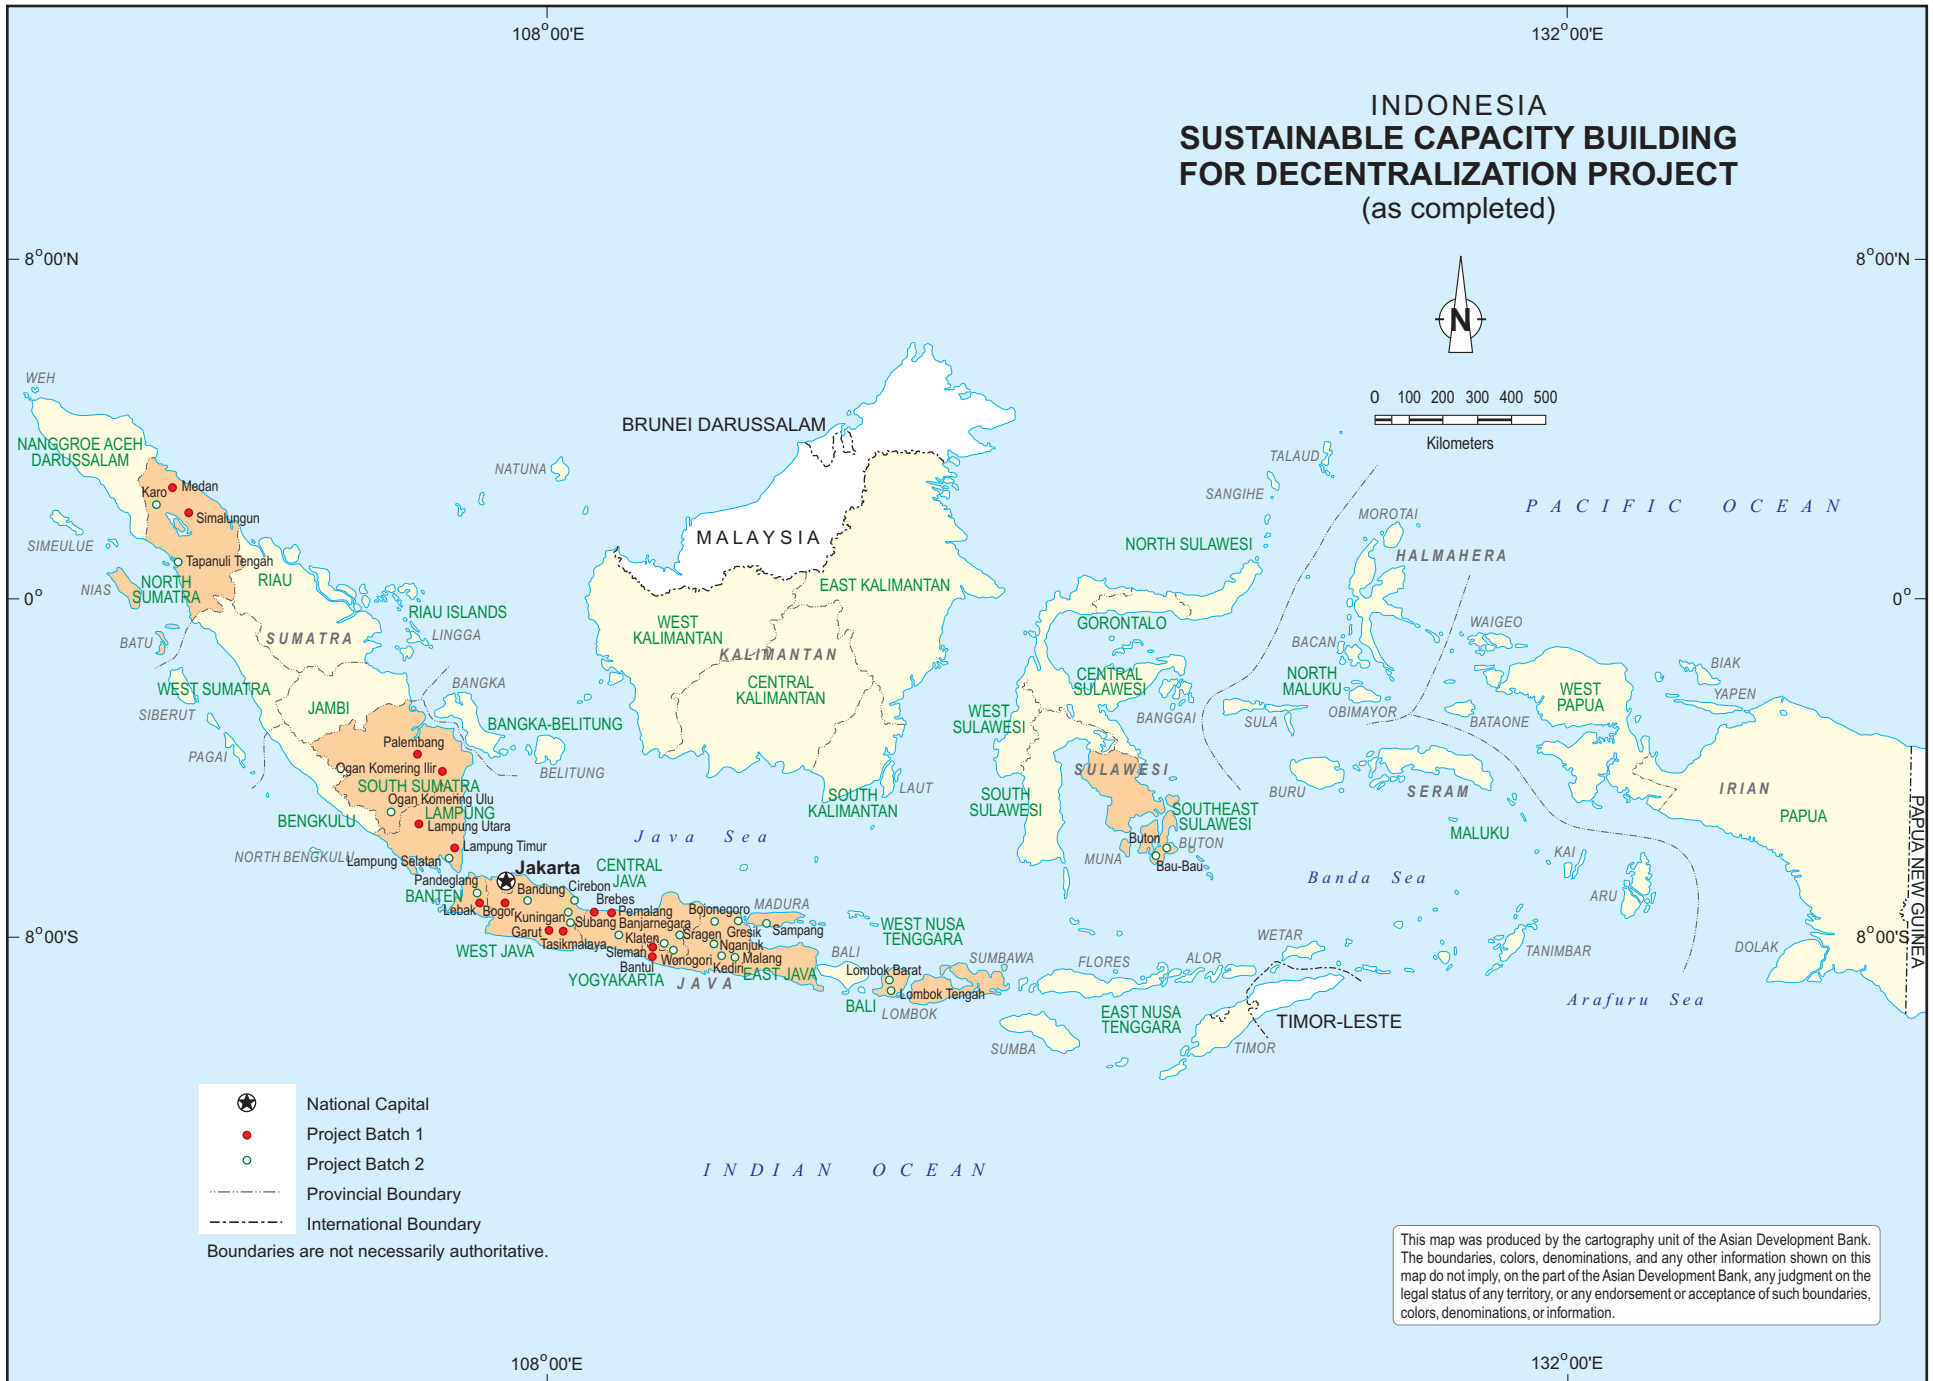 108°00'E
132°00'E
INDONESIA
SUSTAINABLE CAPACITY BUILDING
FOR DECENTRALIZATION PROJECT
(as completed)
8°00'N
8°00'N
N
0 100 200 300 400 500
Kilometers
WEH
NANGGROE ACEH
DARUSSALAM
BRUNEI DARUSSALAM
NATUNA
TALAUD
SANGIHE
PACIFIC OCEAN
Karo
Medan
Simalungun
MALAYSIA
MOROTAI
HALMAHERA
SIMEULUE
NORTH SULAWESI
Tapanuli Tengah
NIAS
NORTH
SUMATRA
RIAU
EAST KALIMANTAN
0°
0°
RIAU ISLANDS
LINGGA
BATU
SUMATRA
WEST
KALIMANTAN
KALIMANTAN
GORONTALO
BACAN
WAIGEO
BIAK
WEST SUMATRA
SIBERUT
JAMBI
BANGKA
CENTRAL
KALIMANTAN
CENTRAL
SULAWESI
NORTH
MALUKU
WEST
PAPUA
YAPEN
PAGAI
BANGKA-BELITUNG
BELITUNG
WEST
SULAWESI
BANGGAI
SULA
OBIMAYOR
BATAONE
Palembang
Ogan Komering Ilir
SOUTH SUMATRA
Ogan Komering Ulu
LAMPUNG
BENGKULU
Lampung Utara
SULAWESI
LAUT
SOUTH
KALIMANTAN
SOUTH
SULAWESI
SOUTHEAST
SULAWESI
BURU
SERAM
IRIAN
PAPUA
MALUKU
PAPUA NEW GUINEA
NORTH BENGKULU
Lampung Timur
Lampung Selatan
Java Sea
Buton
BUTON
MUNA
Bau-Bau
KAI
ARU
Banda Sea
Jakarta
Pandeglang
BANTEN
Lebak
Bogor
Bandung
Cirebon
CENTRAL
JAVA
Brebes
Pemalang
Kuningan
Subang
Banjarnegara
Garut
Tasikmalaya
WEST JAVA
Klaten
Sleman
Bantul
Sragen
Wonogori
YOGYAKARTA
JAVA
Bojonegoro
MADURA
Gresik
Sampang
Nganjuk
Malang
Kediri
EAST JAVA
BALI
BALI
WEST NUSA
TENGGARA
Lombok Barat
Lombok Tengah
LOMBOK
SUMBAWA
FLORES
ALOR
WETAR
TANIMBAR
DOLAK
8°00'S
8°00'S
Arafuru Sea
EAST NUSA
TENGGARA
TIMOR-LESTE
SUMBA
TIMOR
INDIAN OCEAN
National Capital
Project Batch 1
Project Batch 2
Provincial Boundary
International Boundary
Boundaries are not necessarily authoritative.
This map was produced by the cartography unit of the Asian Development Bank.
The boundaries, colors, denominations, and any other information shown on this
map do not imply, on the part of the Asian Development Bank, any judgment on the
legal status of any territory, or any endorsement or acceptance of such boundaries,
colors, denominations, or information.
108°00'E
132°00'E